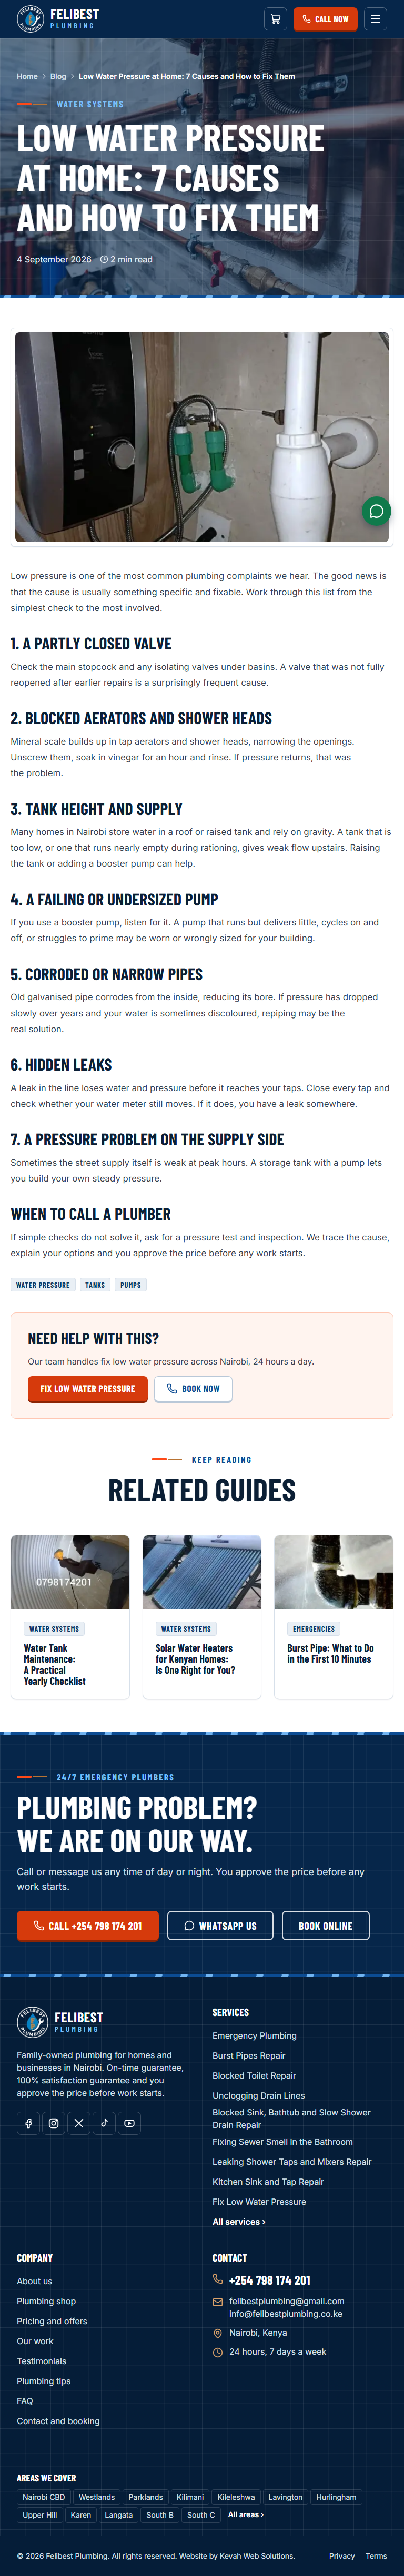 FELIBEST
PLUMBING
CALL NOW
Home > Blog > Low Water Pressure at Home: 7 Causes and How to Fix Them
WATER SYSTEMS
LOW WATER PRESSURE
AT HOME: 7 CAUSES
AND HOW TO FIX THEM
4 September 2026 2 min read
Low pressure is one of the most common plumbing complaints we hear. The good news is
that the cause is usually something specific and fixable. Work through this list from the
simplest check to the most involved.
1. A PARTLY CLOSED VALVE
Check the main stopcock and any isolating valves under basins. A valve that was not fully
reopened after earlier repairs is a surprisingly frequent cause.
2. BLOCKED AERATORS AND SHOWER HEADS
Mineral scale builds up in tap aerators and shower heads, narrowing the openings.
Unscrew them, soak in vinegar for an hour and rinse. If pressure returns, that was
the problem.
3. TANK HEIGHT AND SUPPLY
Many homes in Nairobi store water in a roof or raised tank and rely on gravity. A tank that is
too low, or one that runs nearly empty during rationing, gives weak flow upstairs. Raising
the tank or adding a booster pump can help.
4. A FAILING OR UNDERSIZED PUMP
If you use a booster pump, listen for it. A pump that runs but delivers little, cycles on and
off, or struggles to prime may be worn or wrongly sized for your building.
5. CORRODED OR NARROW PIPES
Old galvanised pipe corrodes from the inside, reducing its bore. If pressure has dropped
slowly over years and your water is sometimes discoloured, repiping may be the
real solution.
6. HIDDEN LEAKS
A leak in the line loses water and pressure before it reaches your taps. Close every tap and
check whether your water meter still moves. If it does, you have a leak somewhere.
7. A PRESSURE PROBLEM ON THE SUPPLY SIDE
Sometimes the street supply itself is weak at peak hours. A storage tank with a pump lets
you build your own steady pressure.
WHEN TO CALL A PLUMBER
If simple checks do not solve it, ask for a pressure test and inspection. We trace the cause,
explain your options and you approve the price before any work starts.
WATER PRESSURE TANKS PUMPS
NEED HELP WITH THIS?
Our team handles fix low water pressure across Nairobi, 24 hours a day.
FIX LOW WATER PRESSURE BOOK NOW
KEEP READING
RELATED GUIDES
0798174201
WATER SYSTEMS
Water Tank
Maintenance:
A Practical
Yearly Checklist
WATER SYSTEMS
Solar Water Heaters
for Kenyan Homes:
Is One Right for You?
EMERGENCIES
Burst Pipe: What to Do
in the First 10 Minutes
24/7 EMERGENCY PLUMBERS
PLUMBING PROBLEM?
WE ARE ON OUR WAY.
Call or message us any time of day or night. You approve the price before any
work starts.
CALL +254 798 174 201 WHATSAPP US BOOK ONLINE
FELIBEST
PLUMBING
Family-owned plumbing for homes and
businesses in Nairobi. On-time guarantee,
100% satisfaction guarantee and you
approve the price before work starts.
SERVICES
Emergency Plumbing
Burst Pipes Repair
Blocked Toilet Repair
Unclogging Drain Lines
Blocked Sink, Bathtub and Slow Shower
Drain Repair
Fixing Sewer Smell in the Bathroom
Leaking Shower Taps and Mixers Repair
Kitchen Sink and Tap Repair
Fix Low Water Pressure
All services ›
COMPANY
About us
Plumbing shop
Pricing and offers
Our work
Testimonials
Plumbing tips
FAQ
Contact and booking
CONTACT
+254 798 174 201
felibestplumbing@gmail.com
info@felibestplumbing.co.ke
Nairobi, Kenya
24 hours, 7 days a week
AREAS WE COVER
Nairobi CBD Westlands Parklands Kilimani Kileleshwa Lavington Hurlingham
Upper Hill Karen Langata South B South C All areas ›
© 2026 Felibest Plumbing. All rights reserved. Website by Kevah Web Solutions. Privacy Terms